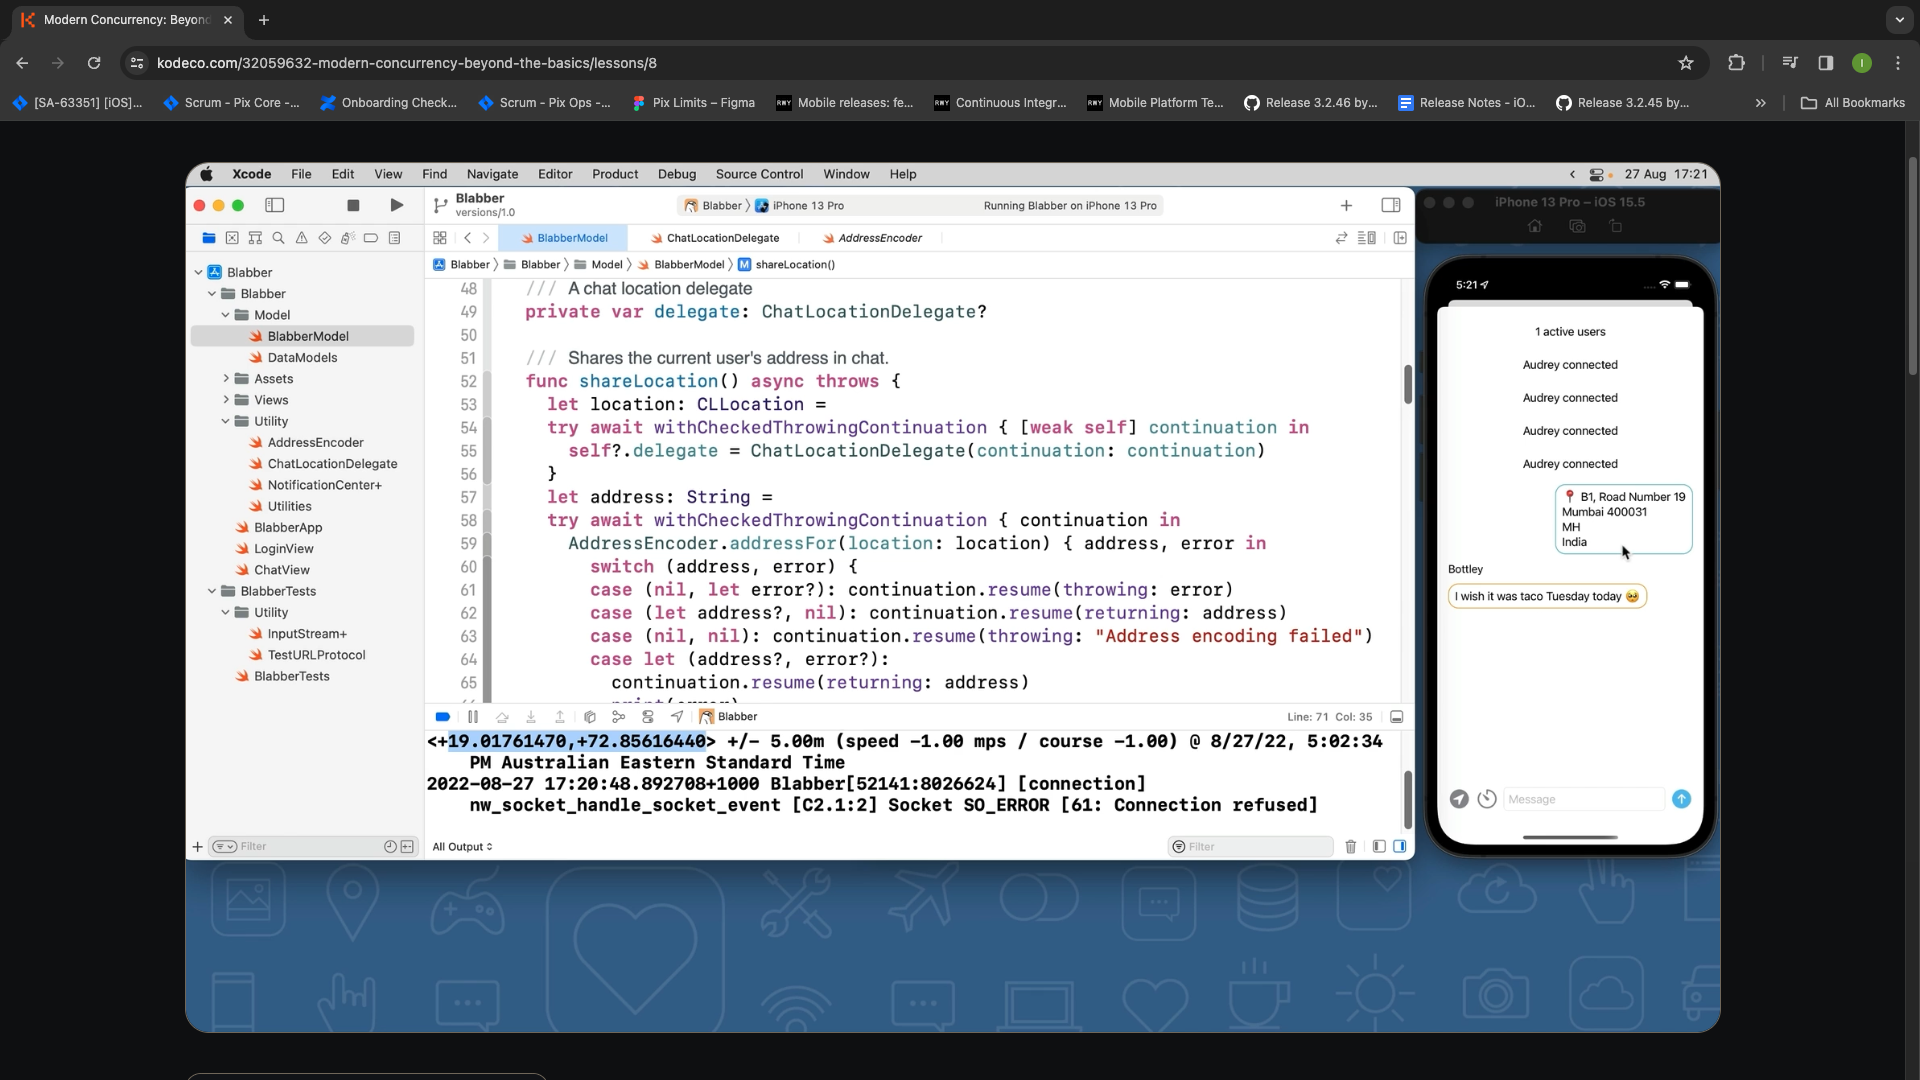 Modern Concurrency: Beyon
kodeco.com/32059632-modern-concurrency-beyond-the-basics/lessons/8
[SA-63351] [iOS]...
Scrum - Pix Core -...
Onboarding Check...
Scrum - Pix Ops -...
Pix Limits – Figma
Mobile releases: fe...
Continuous Integr...
Mobile Platform Te...
Release 3.2.46 by...
Release Notes - iO...
Release 3.2.45 by...
All Bookmarks
Xcode File Edit View Find Navigate Editor Product Debug Source Control Window Help
27 Aug 17:21
Blabber
versions/1.0
Blabber 〉 iPhone 13 Pro
Running Blabber on iPhone 13 Pro
BlabberModel
ChatLocationDelegate
AddressEncoder
Blabber 〉 Blabber 〉 Model 〉 BlabberModel 〉 M shareLocation()
Blabber
Blabber
Model
BlabberModel
DataModels
Assets
Views
Utility
AddressEncoder
ChatLocationDelegate
NotificationCenter+
Utilities
BlabberApp
LoginView
ChatView
BlabberTests
Utility
InputStream+
TestURLProtocol
BlabberTests
Filter
48 /// A chat location delegate
49 private var delegate: ChatLocationDelegate?
50
51 /// Shares the current user's address in chat.
52 func shareLocation() async throws {
53 let location: CLLocation =
54 try await withCheckedThrowingContinuation { [weak self] continuation in
55 self?.delegate = ChatLocationDelegate(continuation: continuation)
56 }
57 let address: String =
58 try await withCheckedThrowingContinuation { continuation in
59 AddressEncoder.addressFor(location: location) { address, error in
60 switch (address, error) {
61 case (nil, let error?): continuation.resume(throwing: error)
62 case (let address?, nil): continuation.resume(returning: address)
63 case (nil, nil): continuation.resume(throwing: "Address encoding failed")
64 case let (address?, error?):
65 continuation.resume(returning: address)
Blabber
Line: 71 Col: 35
<+19.01761470,+72.85616440> +/- 5.00m (speed -1.00 mps / course -1.00) @ 8/27/22, 5:02:34
PM Australian Eastern Standard Time
2022-08-27 17:20:48.892708+1000 Blabber[52141:8026624] [connection]
nw_socket_handle_socket_event [C2.1:2] Socket SO_ERROR [61: Connection refused]
All Output
Filter
iPhone 13 Pro – iOS 15.5
5:21
1 active users
Audrey connected
Audrey connected
Audrey connected
Audrey connected
📍 B1, Road Number 19
Mumbai 400031
MH
India
Bottley
I wish it was taco Tuesday today 🥺
Message